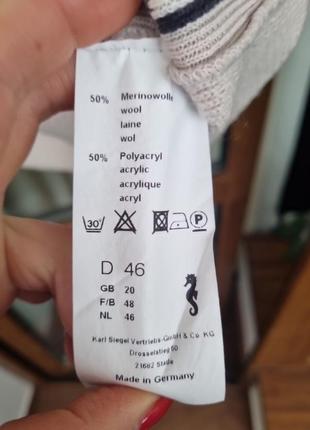 50% Merinowolle
wool
laine
wol
50% Polyacryl
acrylic
acrylique
acryl
30° P
D 46
GB 20
F/B 48
NL 46
Karl Siegel Vertriebs-GmbH & Co. KG
Drosselstieg 50
21682 Stade
Made in Germany